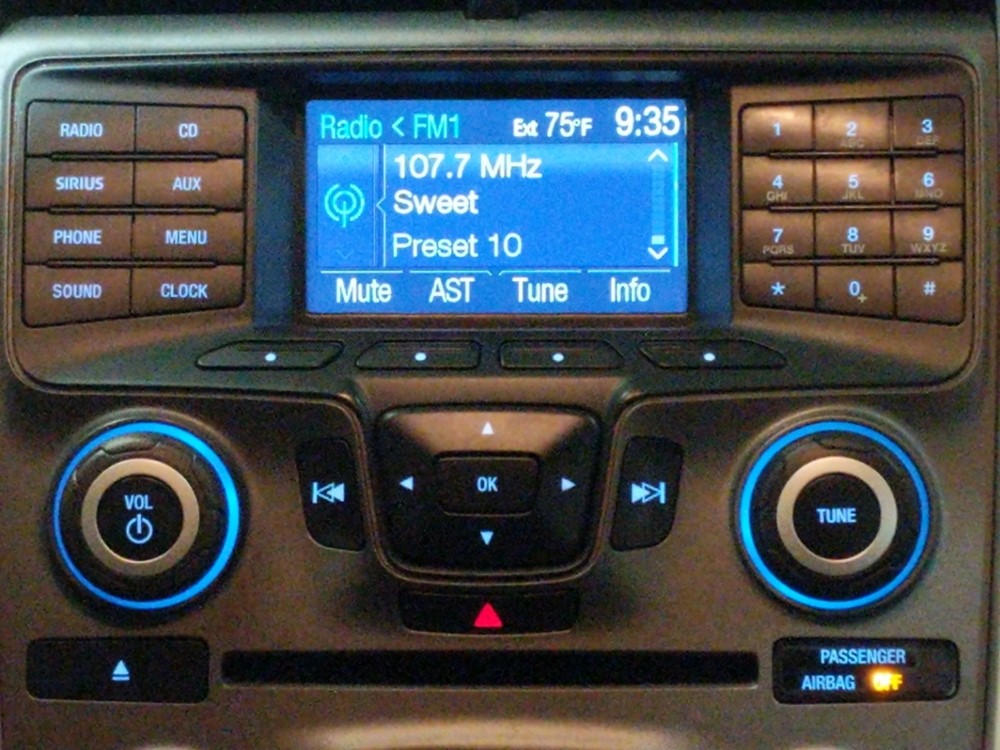 Radio < FM1 Ext 75°F 9:35
107.7 MHz
Sweet
Preset 10
Mute AST Tune Info
RADIO CD
SIRIUS AUX
PHONE MENU
SOUND CLOCK
1 2 ABC 3 DEF
4 GHI 5 JKL 6 MNO
7 PQRS 8 TUV 9 WXYZ
* 0+ #
VOL
OK
TUNE
PASSENGER
AIRBAG OFF